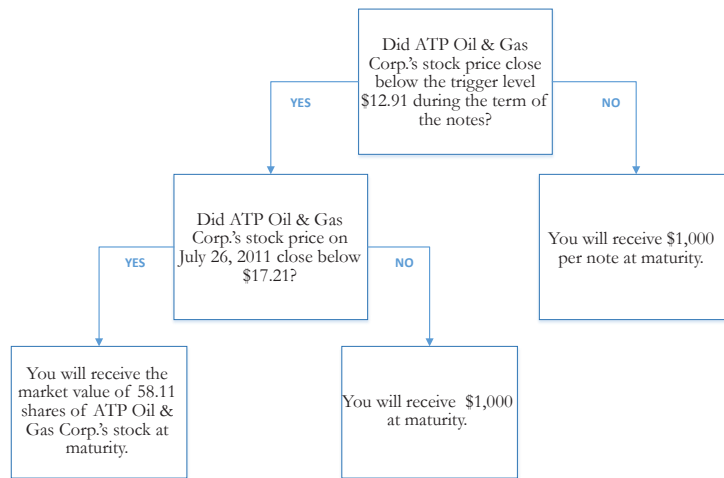 Did ATP Oil & Gas
Corp.'s stock price close
below the trigger level
$12.91 during the term of
the notes?
YES
NO
Did ATP Oil & Gas
Corp.'s stock price on
July 26, 2011 close below
$17.21?
You will receive $1,000
per note at maturity.
YES
NO
You will receive the
market value of 58.11
shares of ATP Oil &
Gas Corp.'s stock at
maturity.
You will receive $1,000
at maturity.